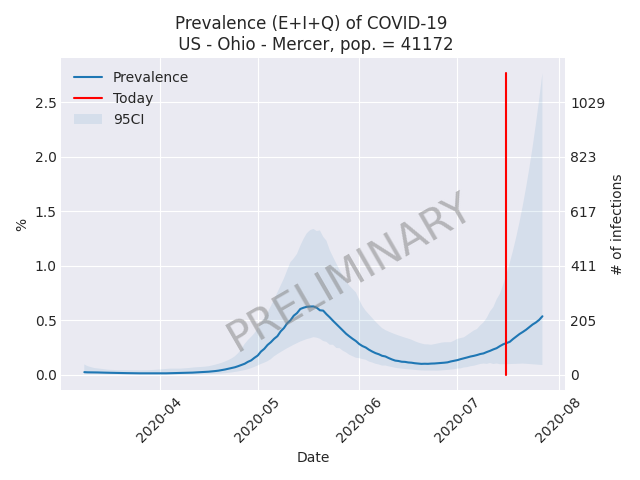 Prevalence (E+I+Q) of COVID-19
US - Ohio - Mercer, pop. = 41172
Prevalence
Today
95CI
2.5
2.0
1.5
1.0
0.5
0.0
%
1029
823
617
411
205
0
# of infections
PRELIMINARY
2020-04
2020-05
2020-06
2020-07
2020-08
Date